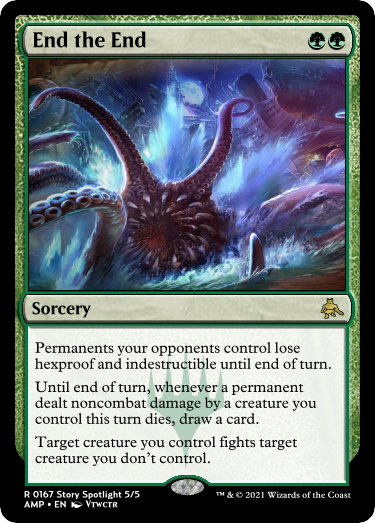 End the End
Sorcery
Permanents your opponents control lose
hexproof and indestructible until end of turn.
Until end of turn, whenever a permanent
dealt noncombat damage by a creature you
control this turn dies, draw a card.
Target creature you control fights target
creature you don't control.
R 0167 Story Spotlight 5/5
AMP • EN Vtwctr
™ & © 2021 Wizards of the Coast